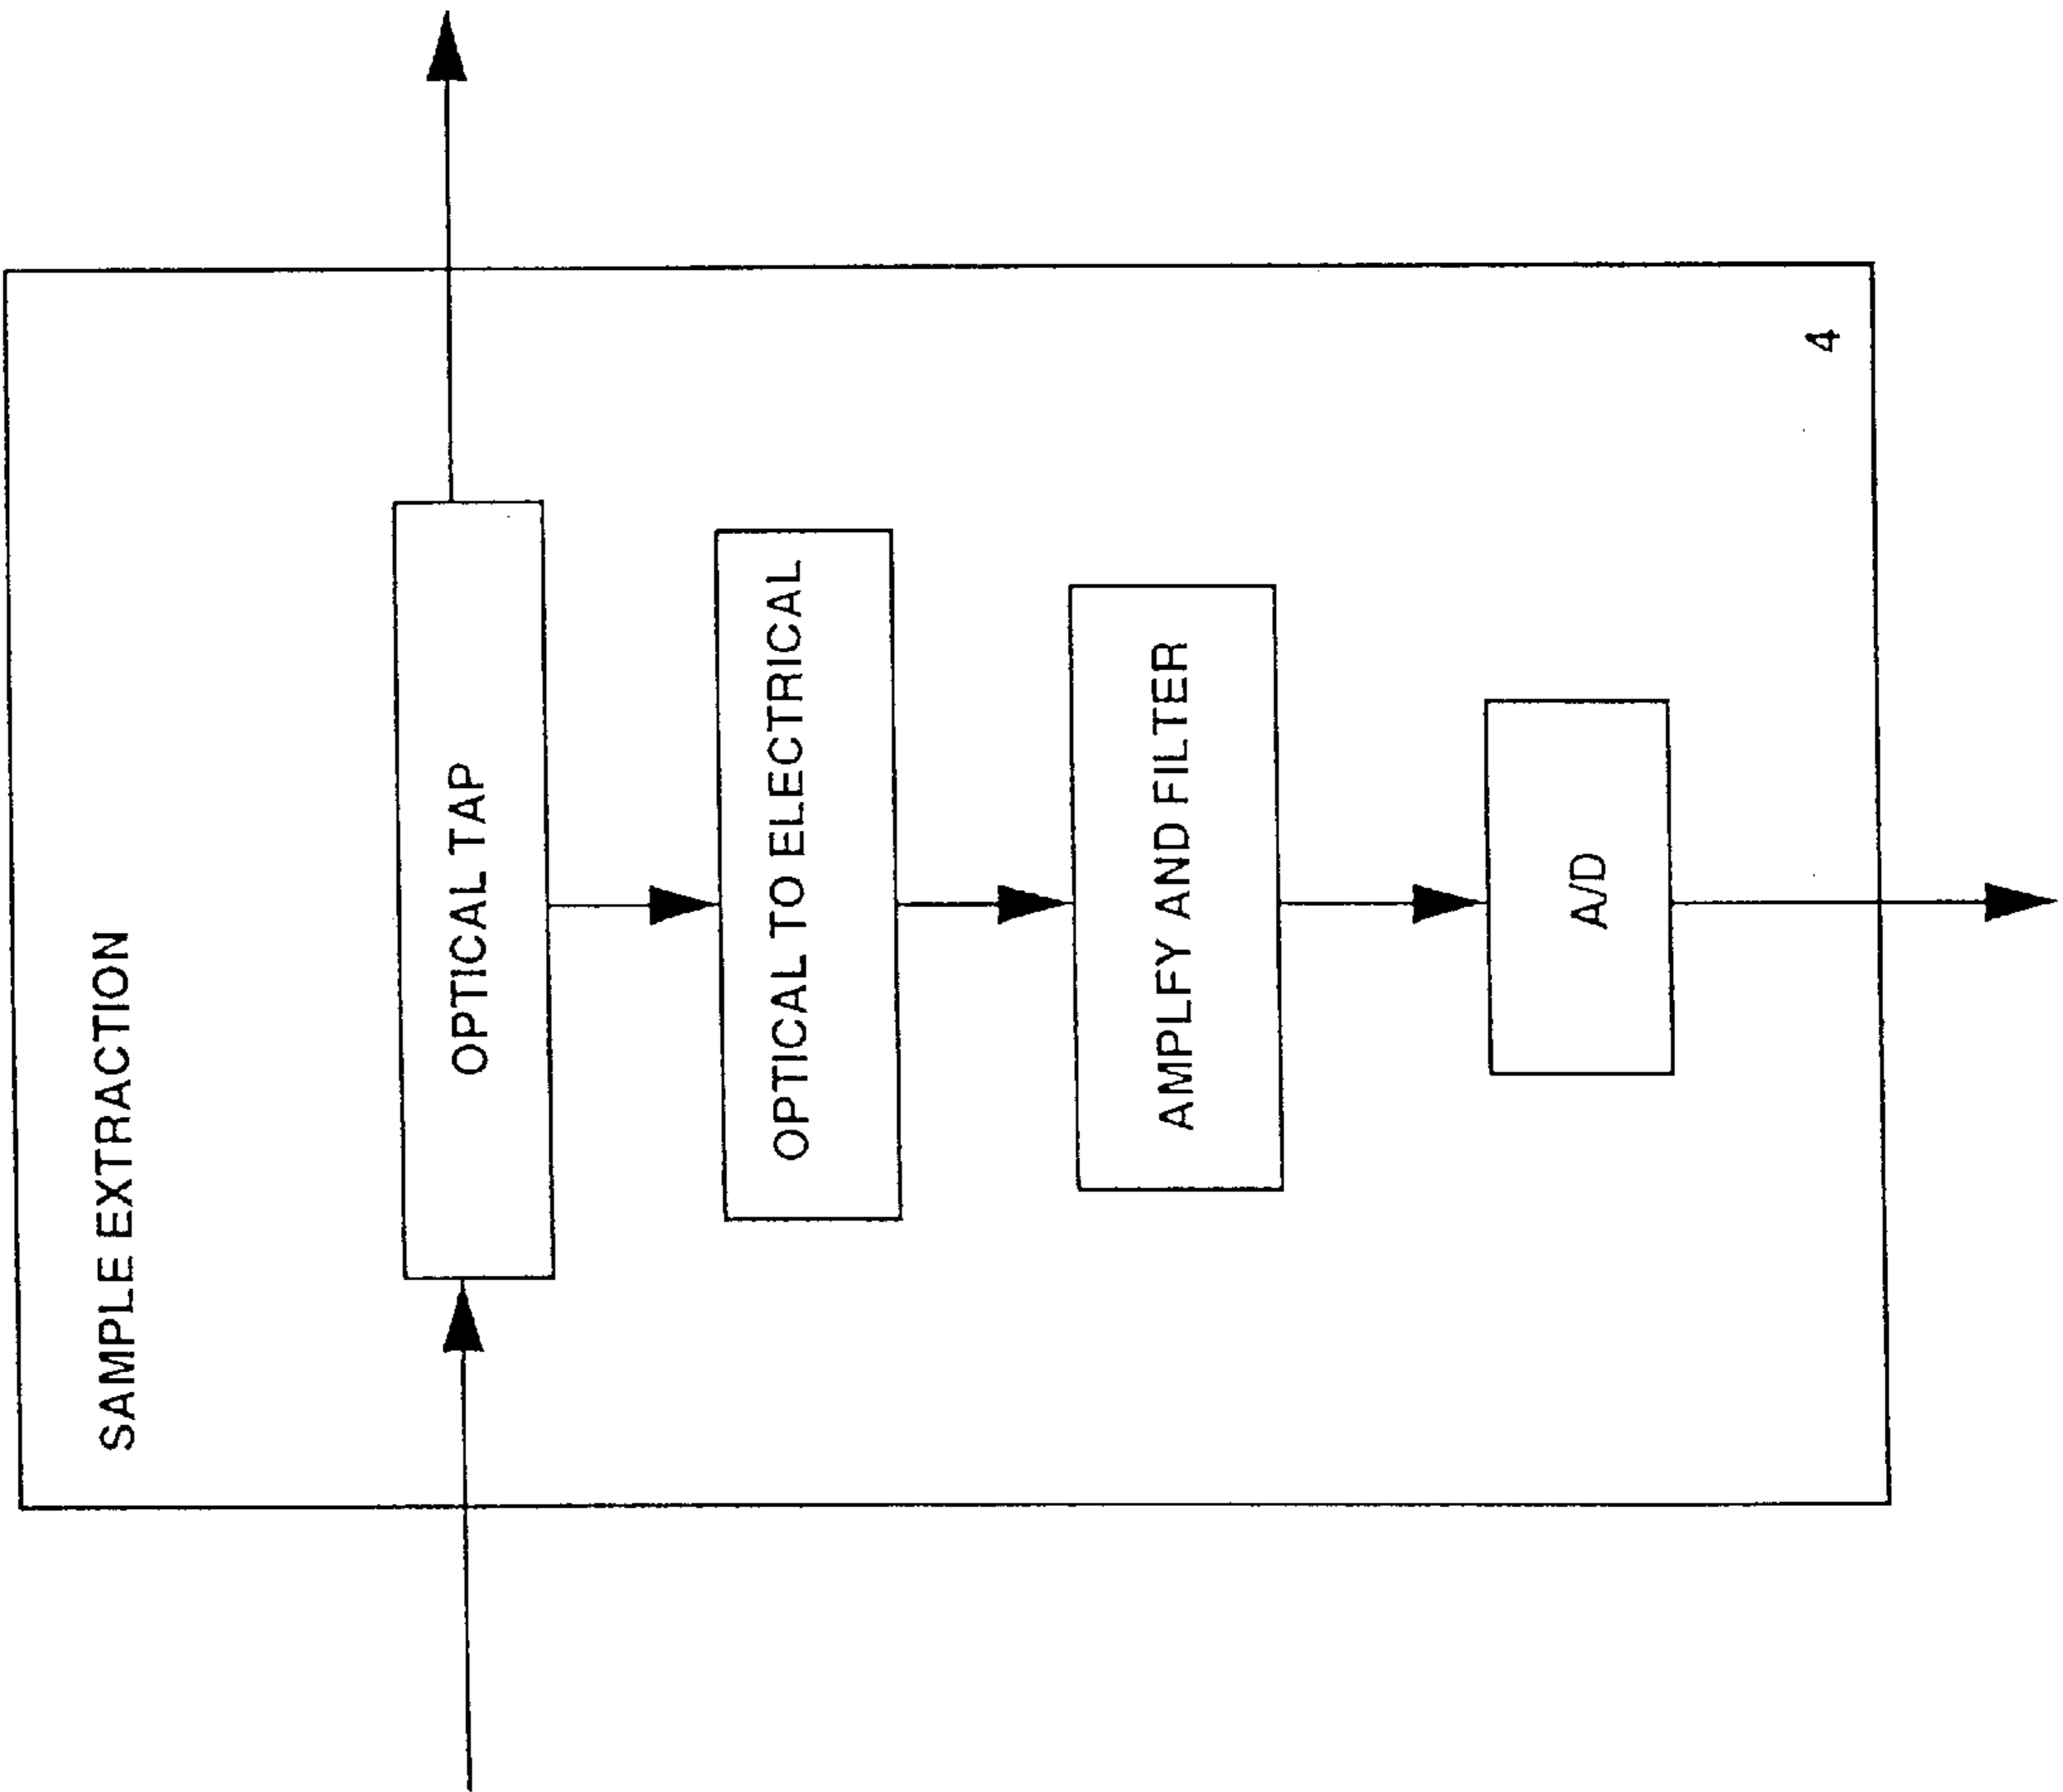 SAMPLE EXTRACTION
OPTICAL TAP
OPTICAL TO ELECTRICAL
AMPLFY AND FILTER
A/D
4